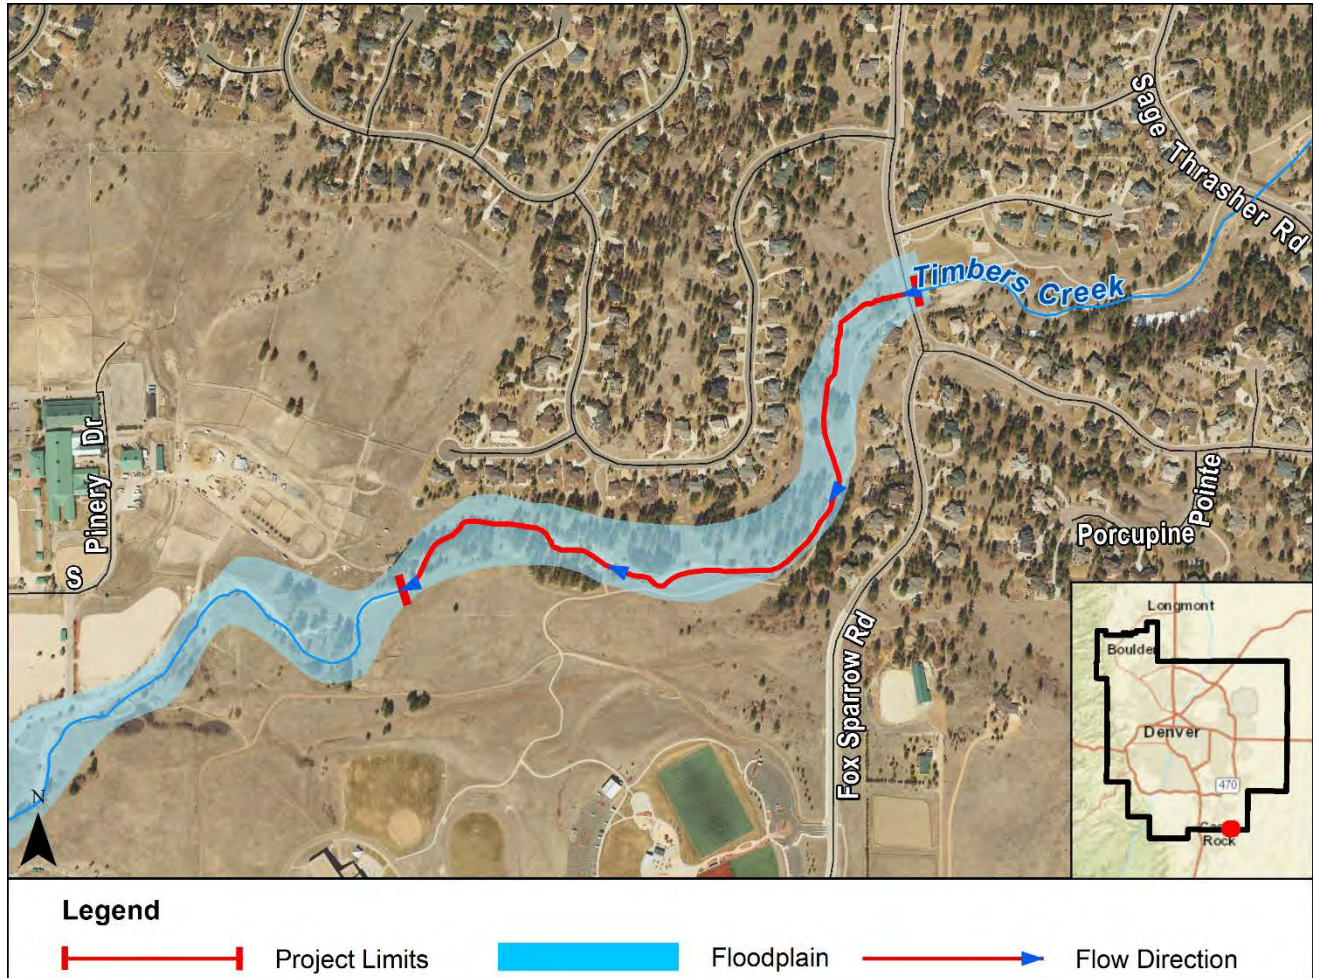 Sage Thrasher Rd
Timbers Creek
S Pinery Dr
Porcupine Pointe
Fox Sparrow Rd
Longmont
Boulder
Denver
470
Rock
N
Legend
Project Limits
Floodplain
Flow Direction